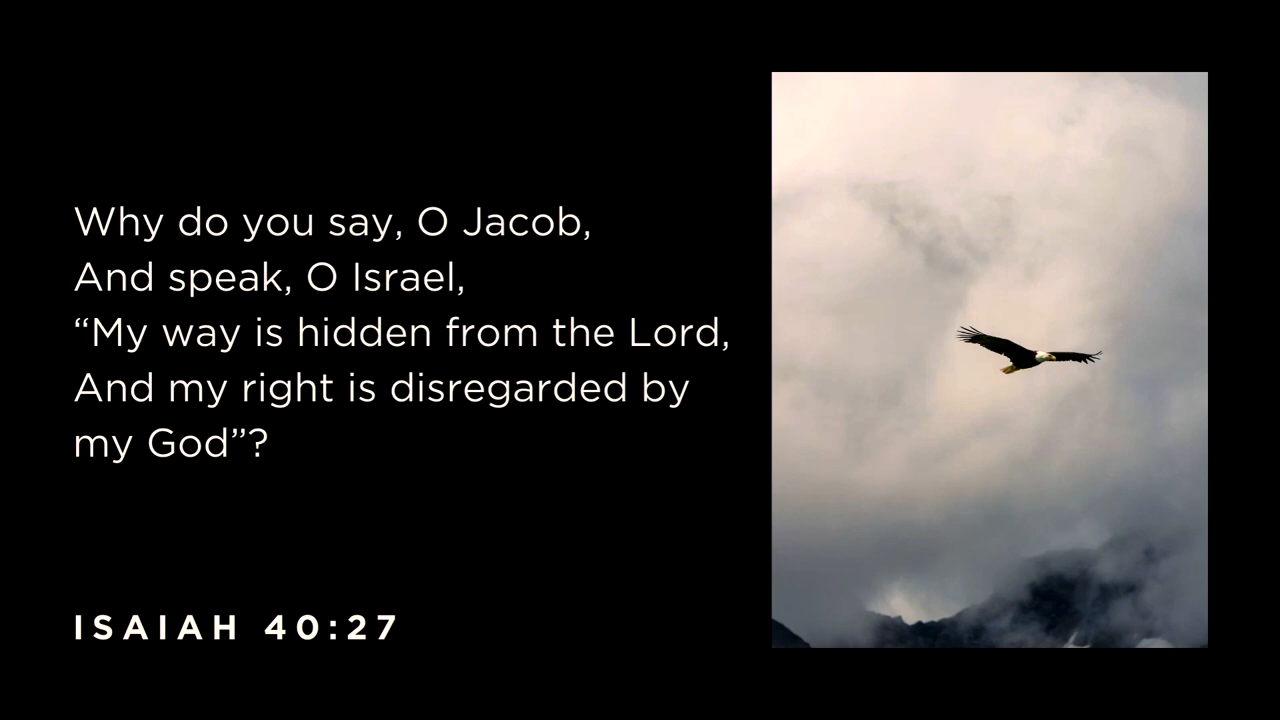 Why do you say, O Jacob,
And speak, O Israel,
“My way is hidden from the Lord,
And my right is disregarded by
my God”?
ISAIAH 40:27